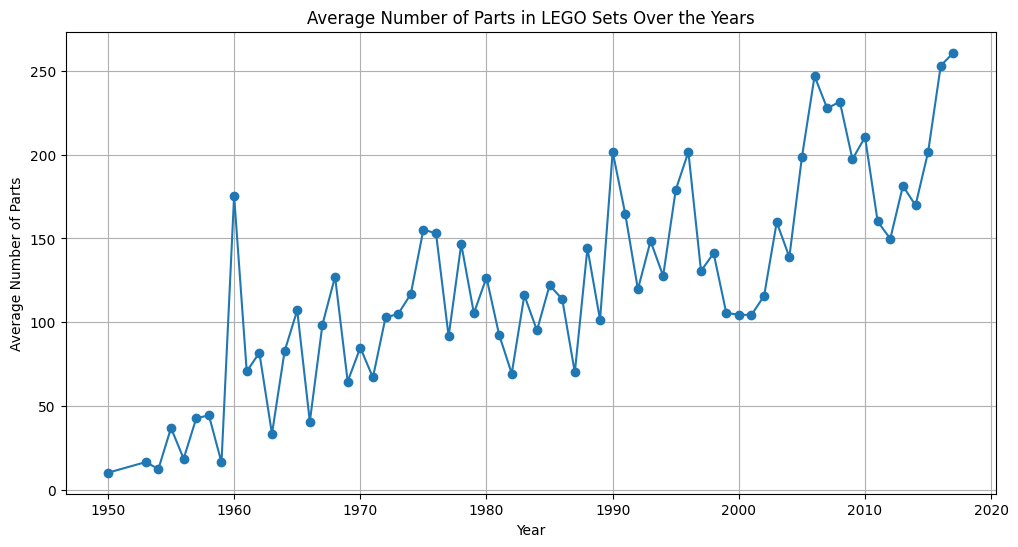 Average Number of Parts in LEGO Sets Over the Years
Average Number of Parts
250
200
150
100
50
0
1950 1960 1970 1980 1990 2000 2010 2020
Year